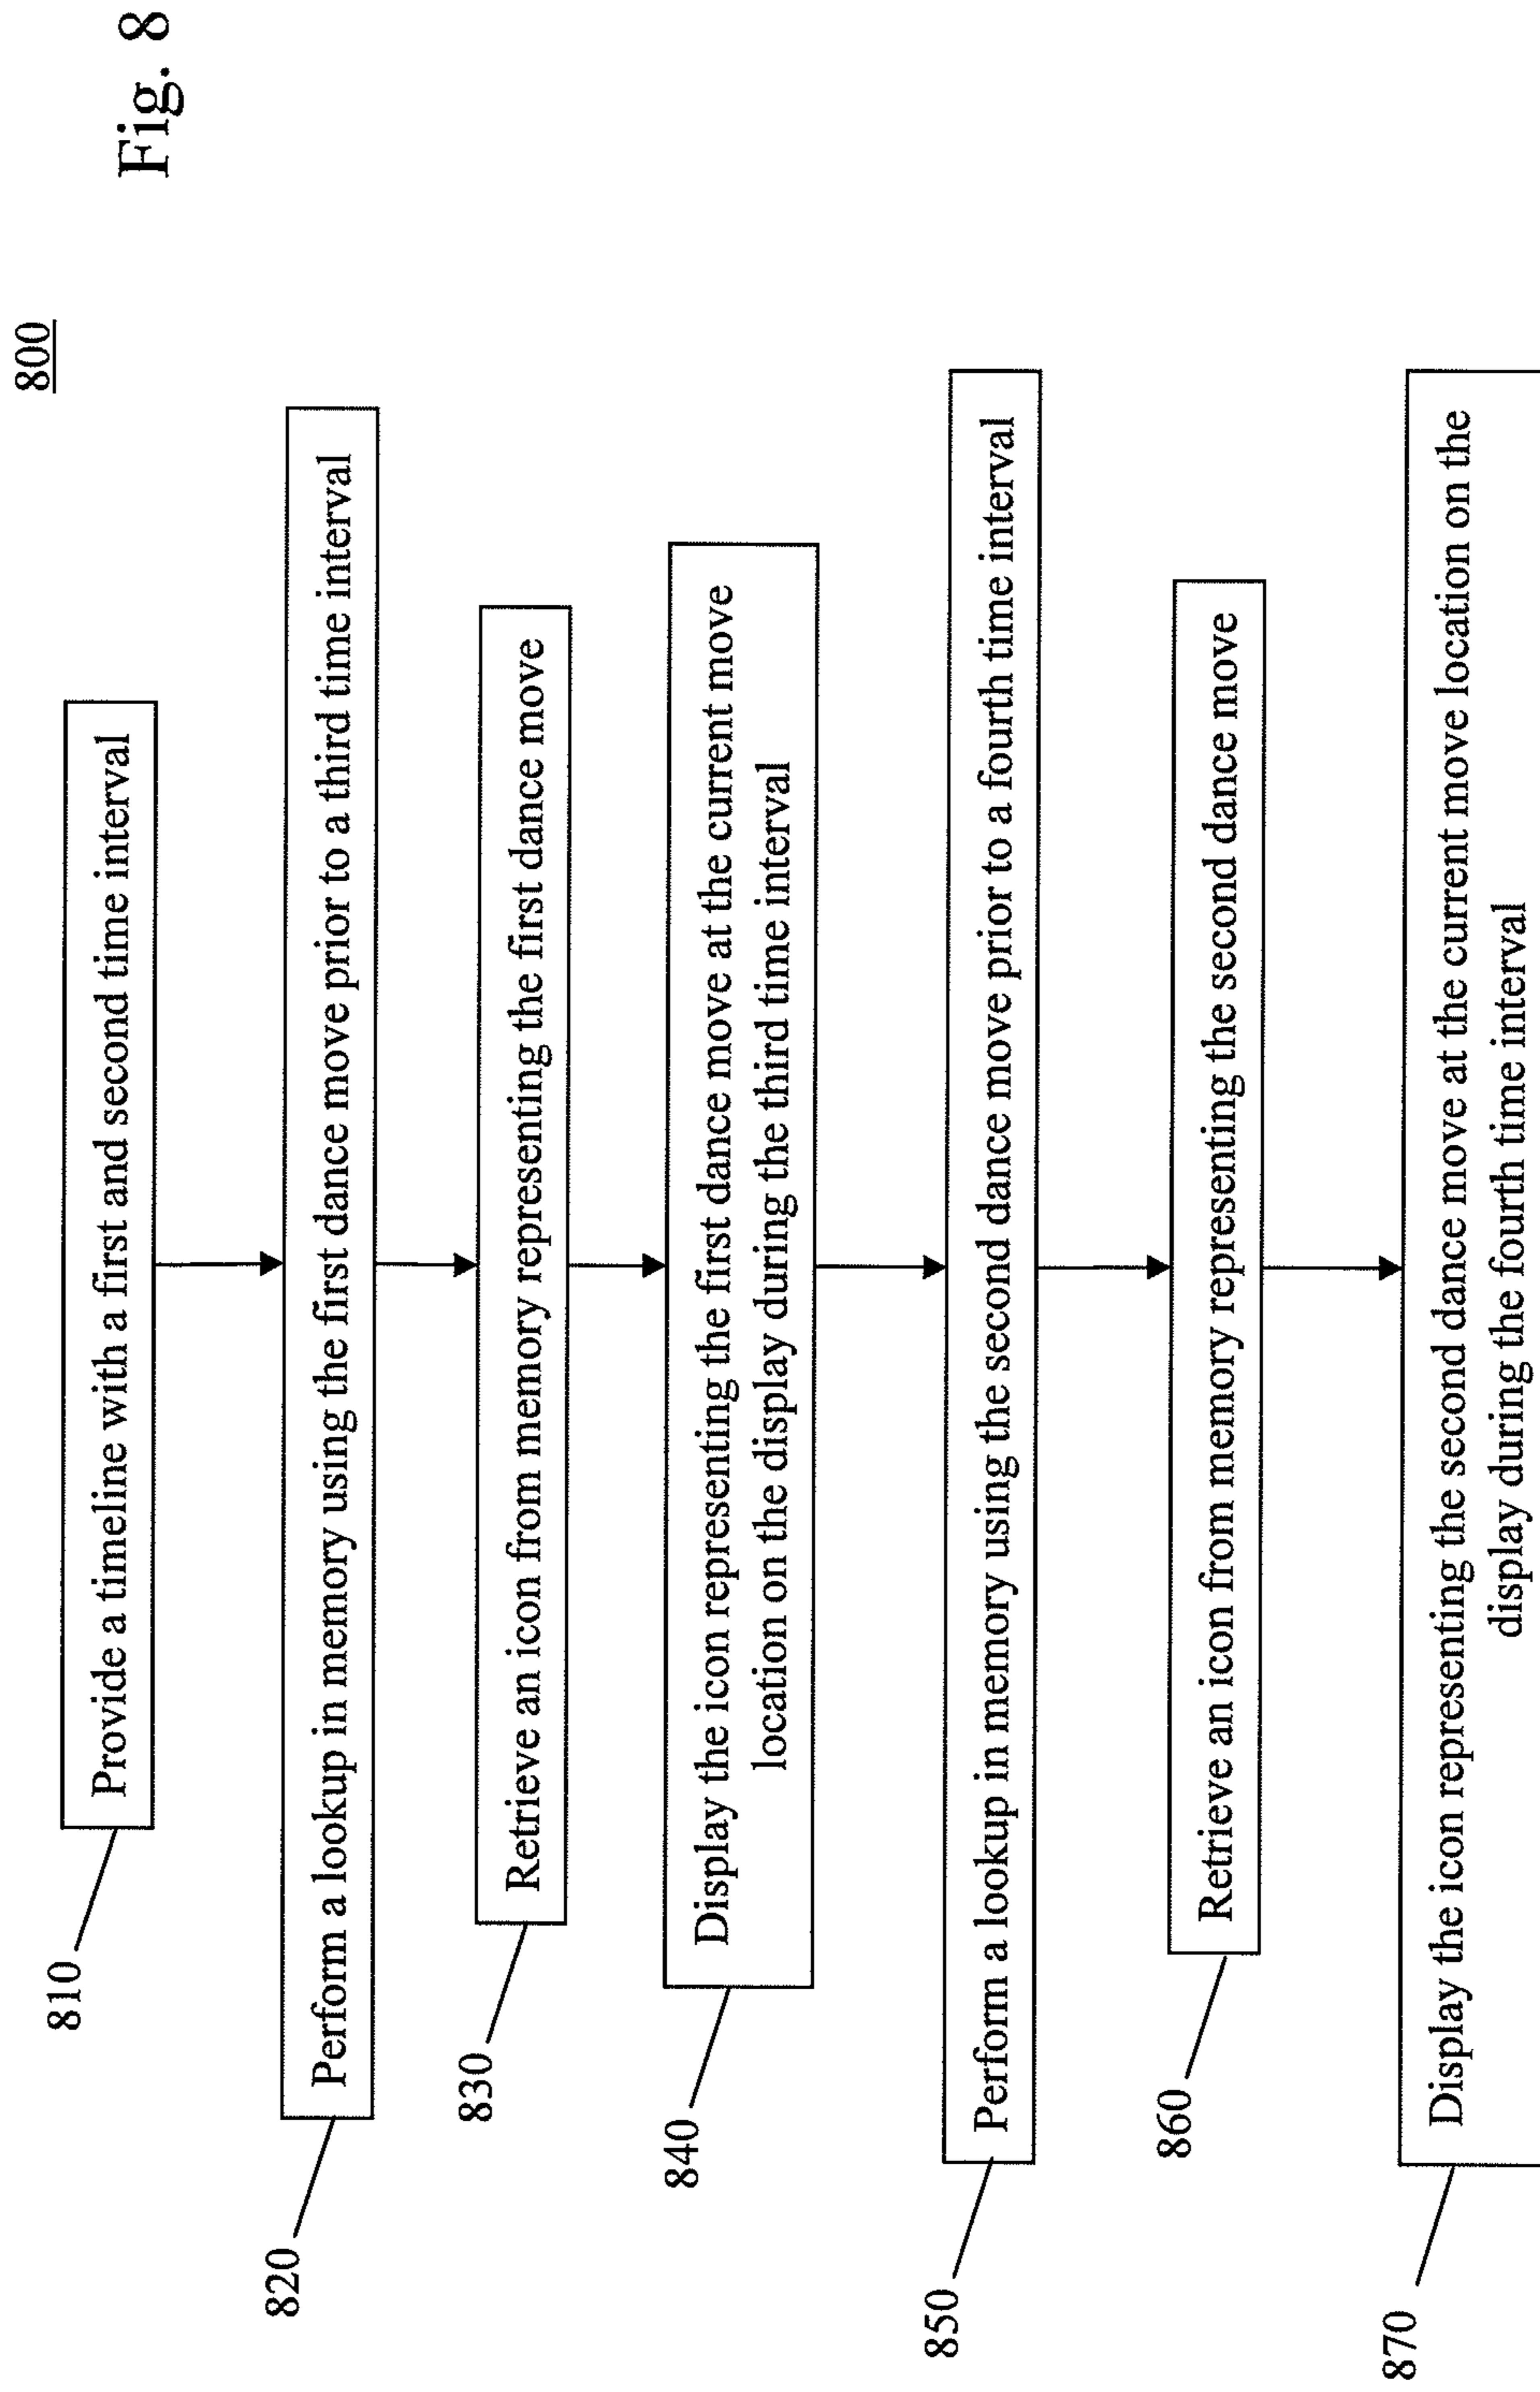 800
Fig. 8
810
Provide a timeline with a first and second time interval
820
Perform a lookup in memory using the first dance move prior to a third time interval
830
Retrieve an icon from memory representing the first dance move
840
Display the icon representing the first dance move at the current move
location on the display during the third time interval
850
Perform a lookup in memory using the second dance move prior to a fourth time interval
860
Retrieve an icon from memory representing the second dance move
870
Display the icon representing the second dance move at the current move location on the
display during the fourth time interval